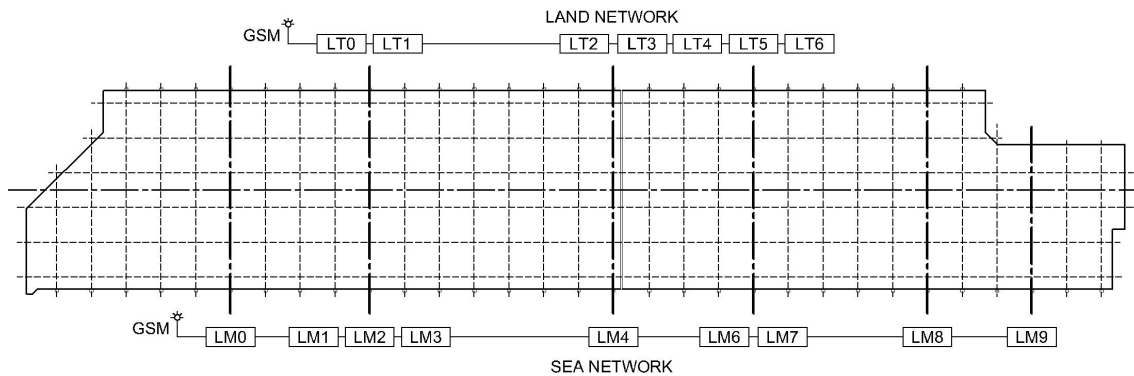 LAND NETWORK
GSM LT0 LT1 LT2 LT3 LT4 LT5 LT6
GSM LM0 LM1 LM2 LM3 LM4 LM6 LM7 LM8 LM9
SEA NETWORK